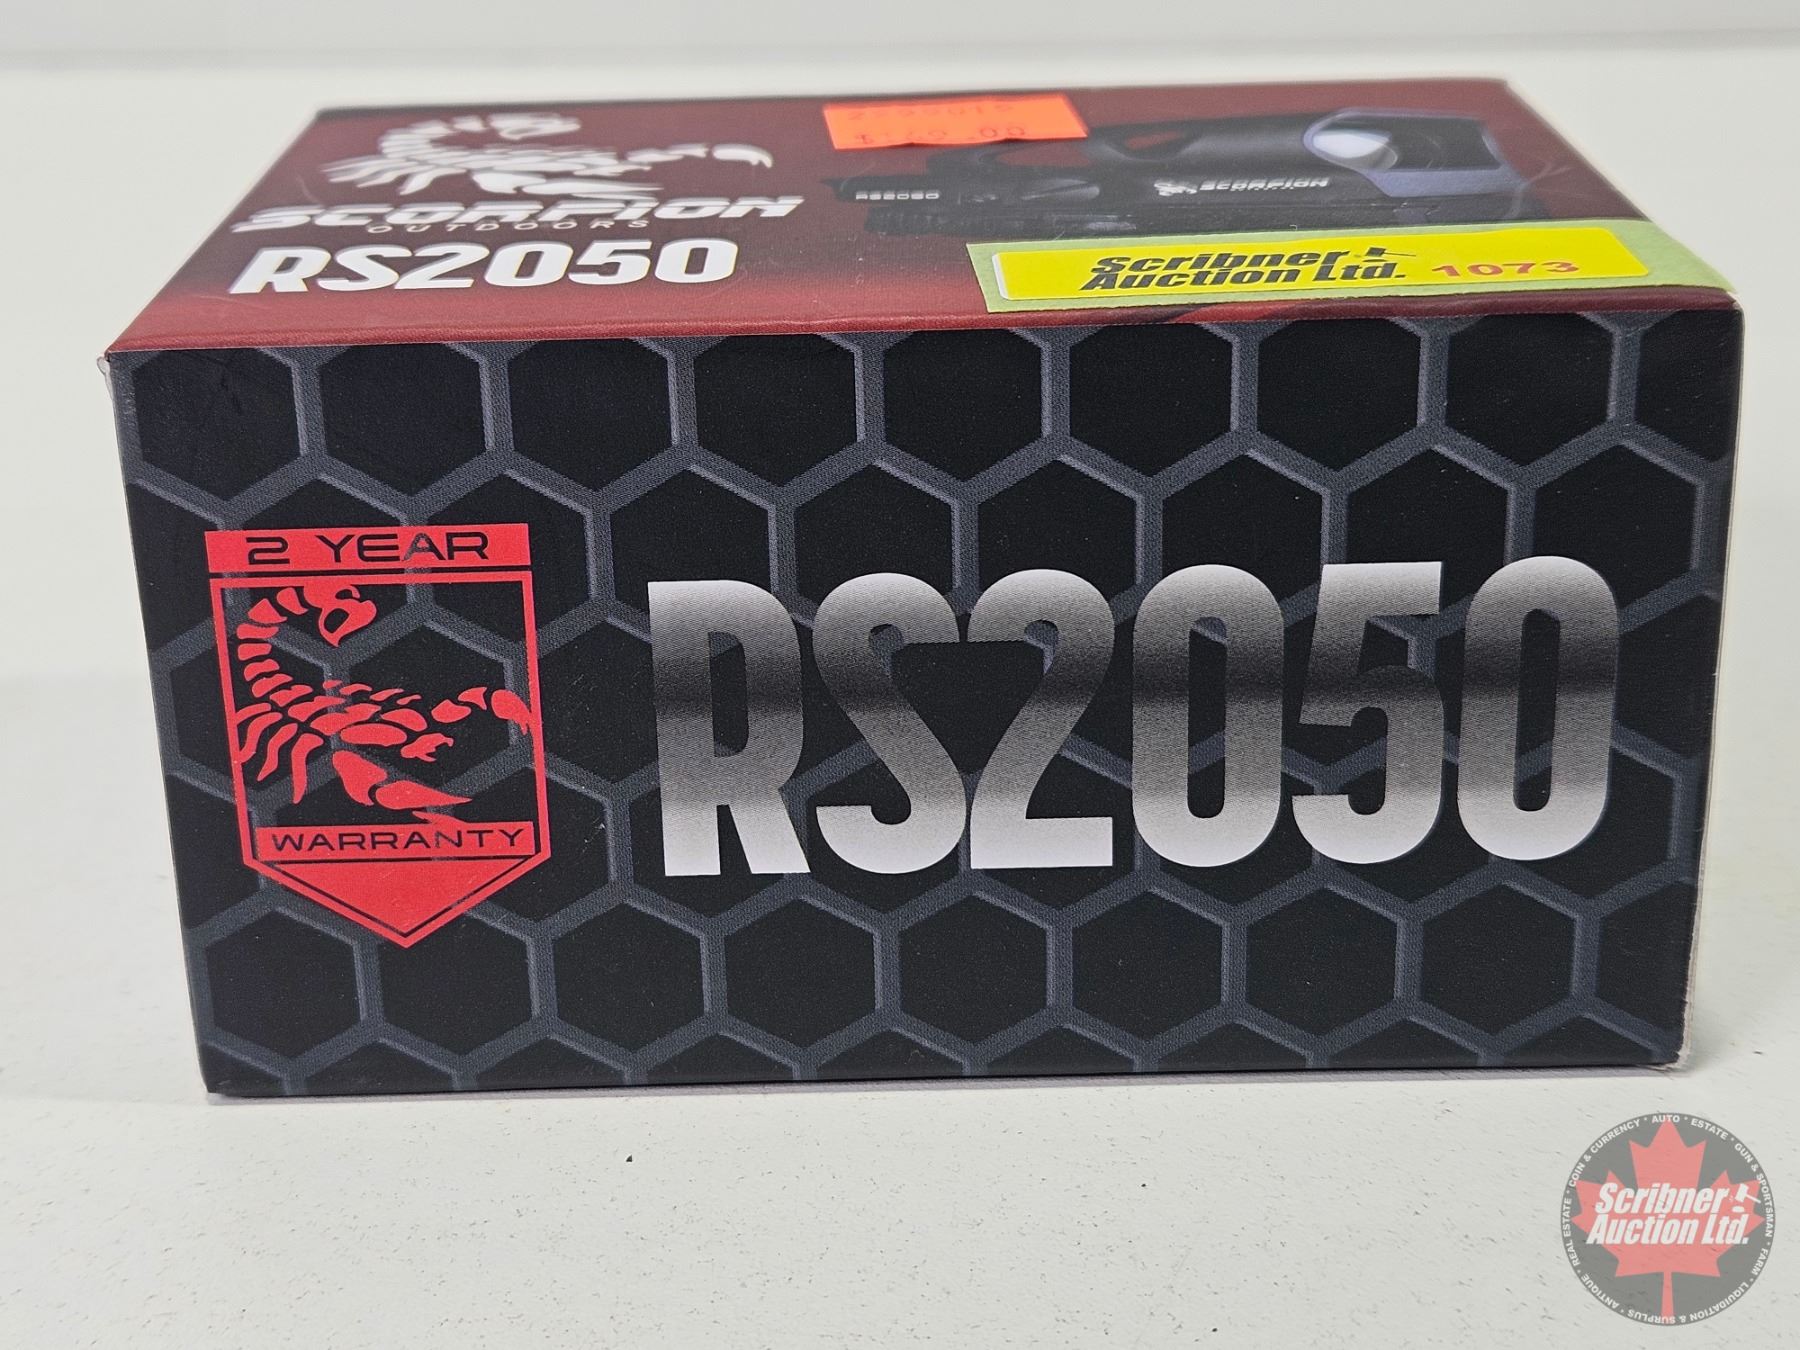 SCORPION
OUTDOORS
RS2050
RS2050
SCORPION
Scribner
Auction Ltd. 1073
2 YEAR
WARRANTY
RS2050
COIN & CURRENCY • AUTO • ESTATE • GUN & SPORTSMAN • FARM • LIQUIDATION & SURPLUS • ANTIQUE • REAL ESTATE •
Scribner
Auction Ltd.